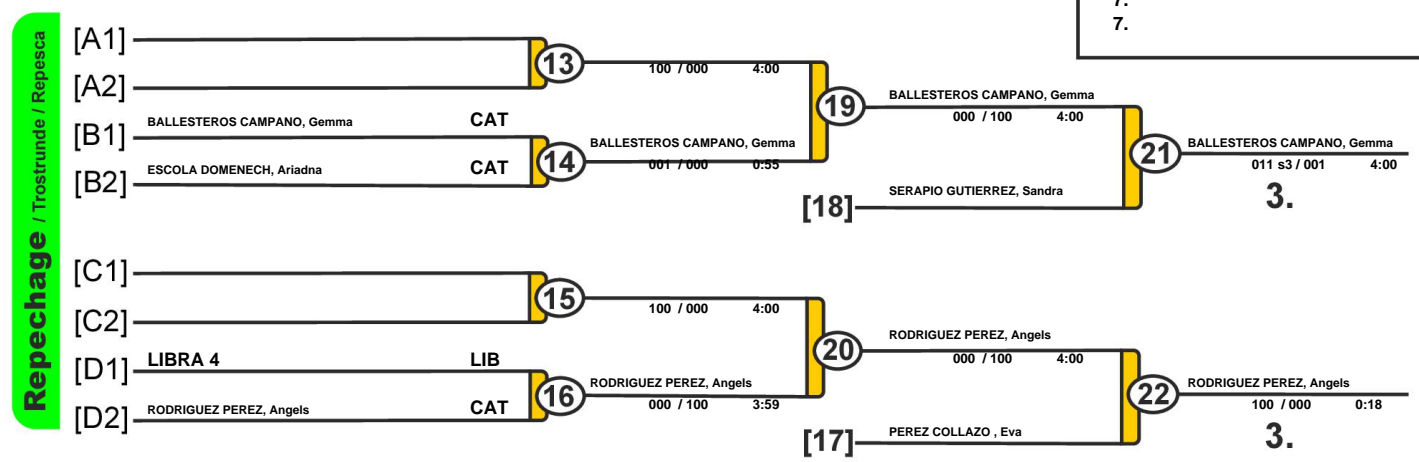 7.
7.
Repechage / Trostrunde / Repesca
[A1]
[A2]
13
100 / 000 4:00
[B1] BALLESTEROS CAMPANO, Gemma CAT
[B2] ESCOLA DOMENECH, Ariadna CAT
14
BALLESTEROS CAMPANO, Gemma
001 / 000 0:55
19
BALLESTEROS CAMPANO, Gemma
000 / 100 4:00
[18] SERAPIO GUTIERREZ, Sandra
21
BALLESTEROS CAMPANO, Gemma
011 s3 / 001 4:00
3.
[C1]
[C2]
15
100 / 000 4:00
[D1] LIBRA 4 LIB
[D2] RODRIGUEZ PEREZ, Angels CAT
16
RODRIGUEZ PEREZ, Angels
000 / 100 3:59
20
RODRIGUEZ PEREZ, Angels
000 / 100 4:00
[17] PEREZ COLLAZO , Eva
22
RODRIGUEZ PEREZ, Angels
100 / 000 0:18
3.